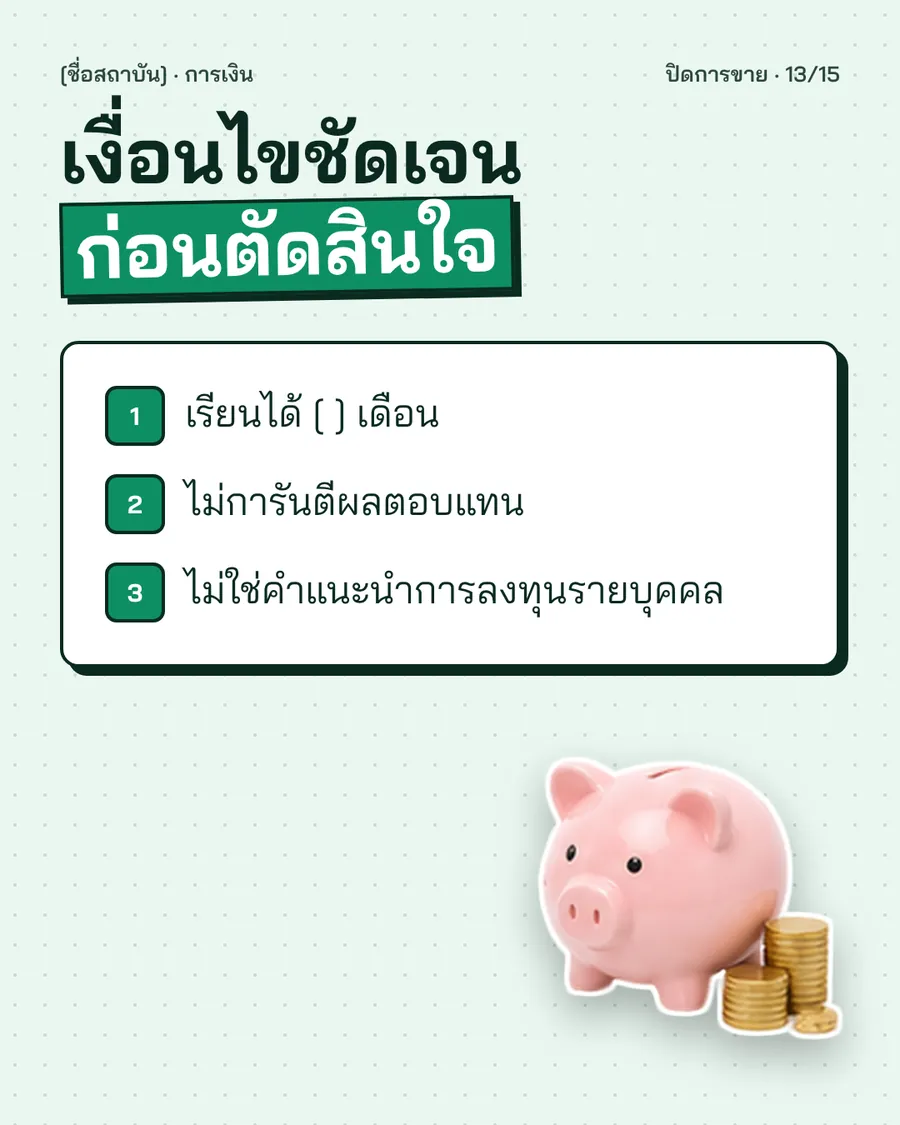 (ชื่อสถาบัน) · การเงิน
ปิดการขาย · 13/15
เงื่อนไขชัดเจน
ก่อนตัดสินใจ
1 เรียนได้ ( ) เดือน
2 ไม่การันตีผลตอบแทน
3 ไม่ใช่คำแนะนำการลงทุนรายบุคคล